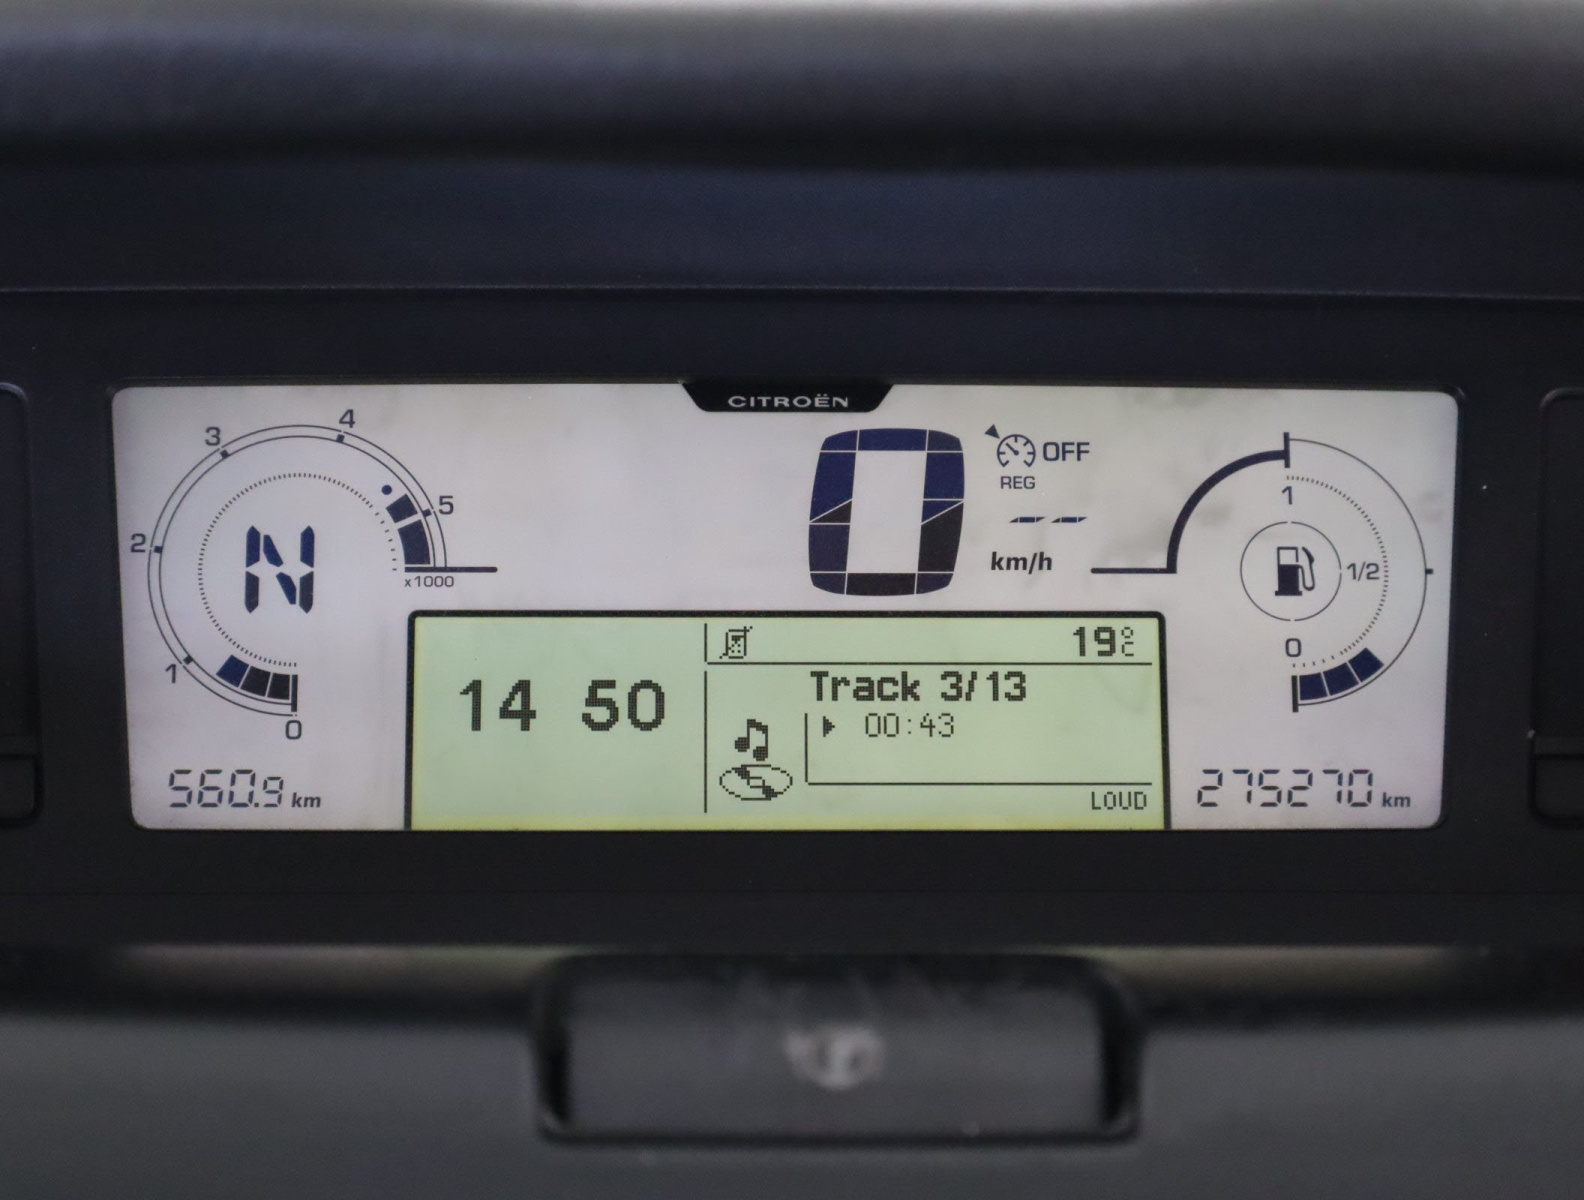 CITROËN
4
3
5
2
x1000
1
0
N
0
OFF
REG
-- --
km/h
1
1/2
0
19°C
14 50
Track 3/13
00:43
LOUD
560.9 km
275270 km